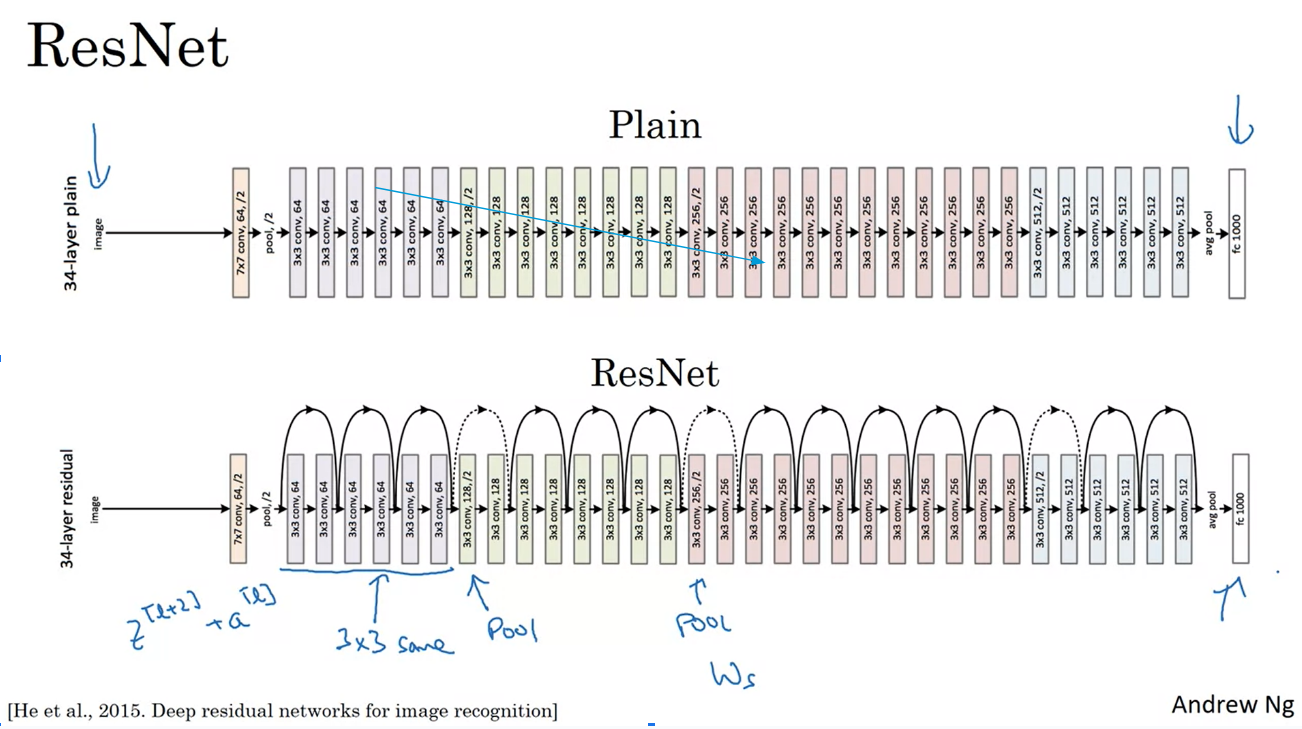 ResNet
Plain
34-layer plain
image
7x7 conv, 64, /2
pool, /2
3x3 conv, 64
3x3 conv, 64
3x3 conv, 64
3x3 conv, 64
3x3 conv, 64
3x3 conv, 64
3x3 conv, 128, /2
3x3 conv, 128
3x3 conv, 128
3x3 conv, 128
3x3 conv, 128
3x3 conv, 128
3x3 conv, 128
3x3 conv, 128
3x3 conv, 256, /2
3x3 conv, 256
3x3 conv, 256
3x3 conv, 256
3x3 conv, 256
3x3 conv, 256
3x3 conv, 256
3x3 conv, 256
3x3 conv, 256
3x3 conv, 256
3x3 conv, 256
3x3 conv, 256
3x3 conv, 512, /2
3x3 conv, 512
3x3 conv, 512
3x3 conv, 512
3x3 conv, 512
3x3 conv, 512
avg pool
fc 1000
ResNet
34-layer residual
image
7x7 conv, 64, /2
pool, /2
3x3 conv, 64
3x3 conv, 64
3x3 conv, 64
3x3 conv, 64
3x3 conv, 64
3x3 conv, 64
3x3 conv, 128, /2
3x3 conv, 128
3x3 conv, 128
3x3 conv, 128
3x3 conv, 128
3x3 conv, 128
3x3 conv, 128
3x3 conv, 128
3x3 conv, 256, /2
3x3 conv, 256
3x3 conv, 256
3x3 conv, 256
3x3 conv, 256
3x3 conv, 256
3x3 conv, 256
3x3 conv, 256
3x3 conv, 256
3x3 conv, 256
3x3 conv, 256
3x3 conv, 256
3x3 conv, 512, /2
3x3 conv, 512
3x3 conv, 512
3x3 conv, 512
3x3 conv, 512
3x3 conv, 512
avg pool
fc 1000
z[l+2] + a[l]
3x3 same
Pool
Pool
Ws
[He et al., 2015. Deep residual networks for image recognition]
Andrew Ng